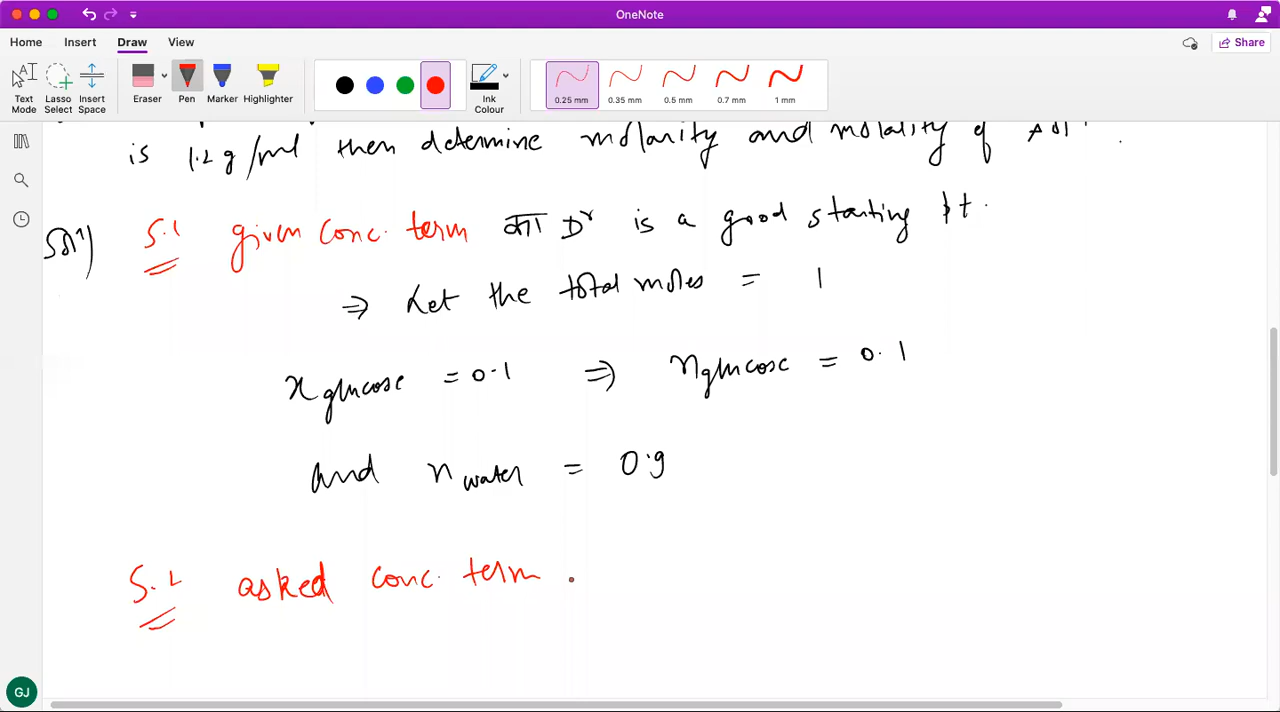 OneNote
Home Insert Draw View
Share
Text Mode
Lasso Select
Insert Space
Eraser
Pen
Marker
Highlighter
Ink Colour
0.25 mm
0.35 mm
0.5 mm
0.7 mm
1 mm
is 1.2 g/ml then determine molarity and molality of solⁿ.
Solⁿ) S.1 given conc. term का Dʳ is a good starting pt.
⇒ Let the total moles = 1
x glucose = 0.1 ⇒ n glucose = 0.1
and n water = 0.9
S.2 asked conc. term
GJ